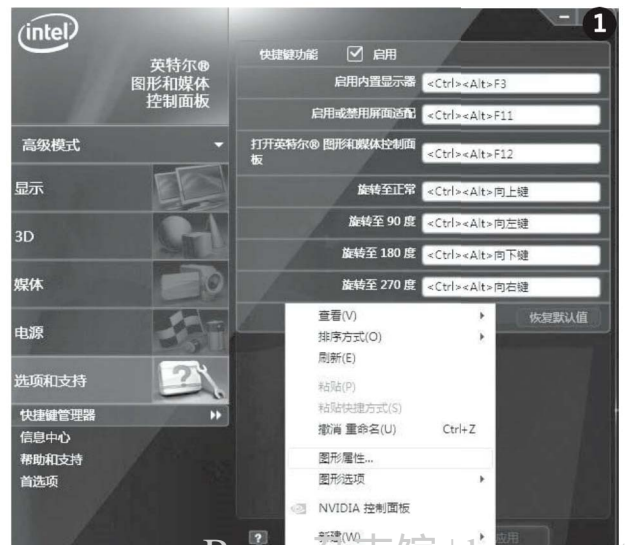 1
intel
英特尔®
图形和媒体
控制面板
高级模式
显示
3D
媒体
电源
选项和支持
快捷键管理器
信息中心
帮助和支持
首选项
快捷键功能 启用
启用内置显示器 <Ctrl><Alt>F3
启用或禁用屏面适配 <Ctrl><Alt>F11
打开英特尔® 图形和媒体控制面
板 <Ctrl><Alt>F12
旋转至正常 <Ctrl><Alt>向上键
旋转至 90 度 <Ctrl><Alt>向左键
旋转至 180 度 <Ctrl><Alt>向下键
旋转至 270 度 <Ctrl><Alt>向右键
恢复默认值
查看(V)
排序方式(O)
刷新(E)
粘贴(P)
粘贴快捷方式(S)
撤消 重命名(U) Ctrl+Z
图形属性...
图形选项
NVIDIA 控制面板
新建(W)
?
应用